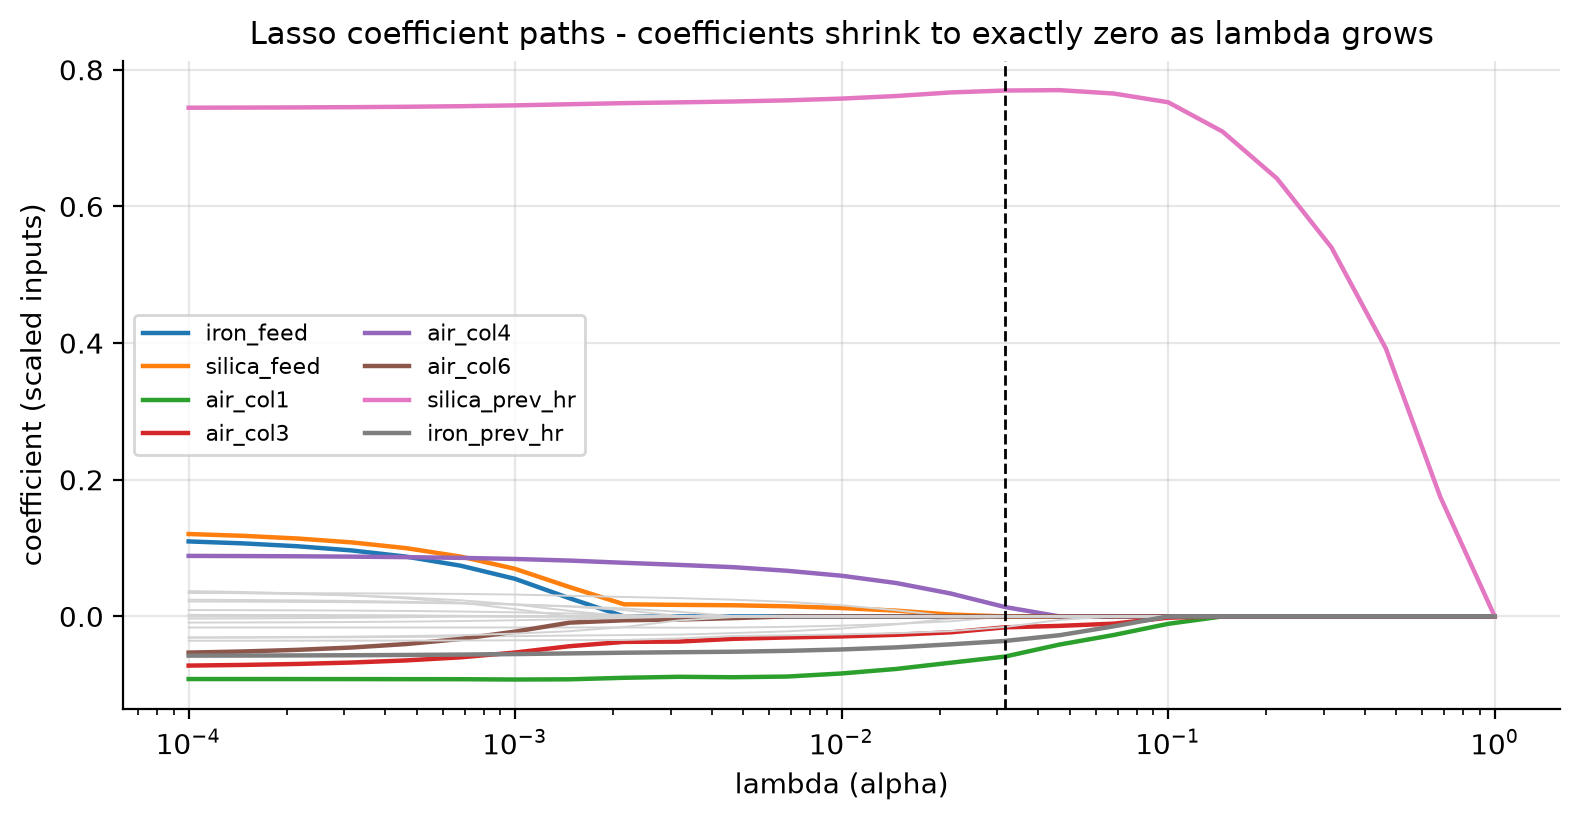 Lasso coefficient paths - coefficients shrink to exactly zero as lambda grows
coefficient (scaled inputs)
0.8
0.6
0.4
0.2
0.0
iron_feed
silica_feed
air_col1
air_col3
air_col4
air_col6
silica_prev_hr
iron_prev_hr
10⁻⁴ 10⁻³ 10⁻² 10⁻¹ 10⁰
lambda (alpha)